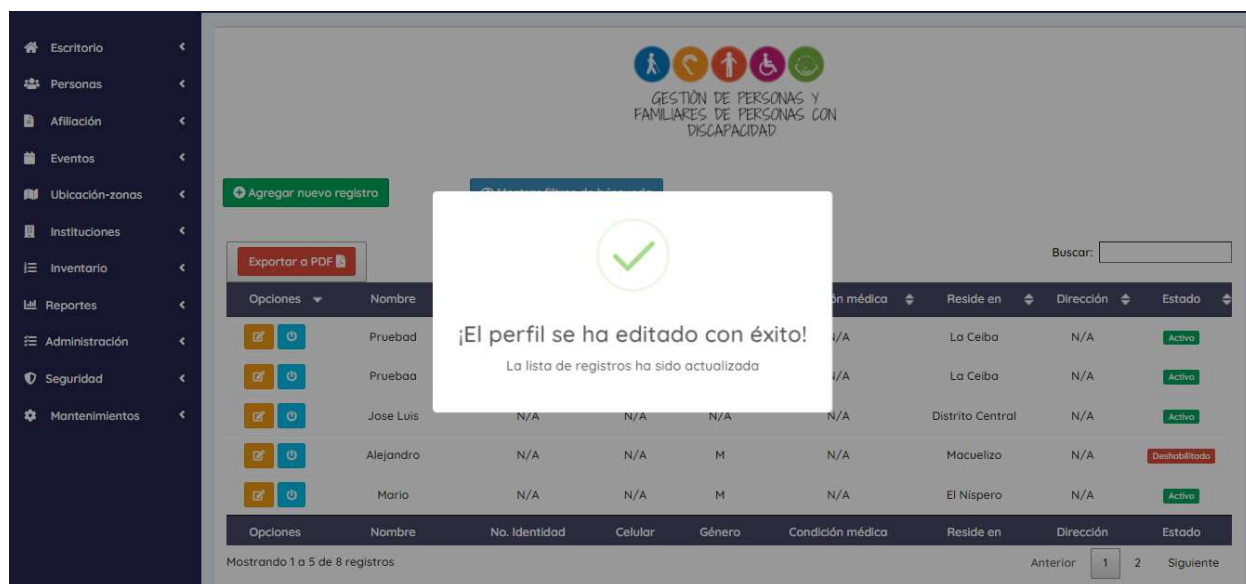 Escritorio
Personas
Afiliación
Eventos
Ubicación-zonas
Instituciones
Inventario
Reportes
Administración
Seguridad
Mantenimientos
GESTIÒN DE PERSONAS Y
FAMILIARES DE PERSONAS CON
DISCAPACIDAD
Agregar nuevo registro
Exportar a PDF
Buscar:
Opciones Nombre médica Reside en Dirección Estado
Pruebad N/A La Ceiba N/A Activo
Pruebaa N/A La Ceiba N/A Activo
¡El perfil se ha editado con éxito!
La lista de registros ha sido actualizada
Jose Luis N/A N/A N/A N/A Distrito Central N/A Activo
Alejandro N/A N/A M N/A Macuelizo N/A Deshabilitado
Mario N/A N/A M N/A El Níspero N/A Activo
Opciones Nombre No. Identidad Celular Género Condición médica Reside en Dirección Estado
Mostrando 1 a 5 de 8 registros
Anterior 1 2 Siguiente